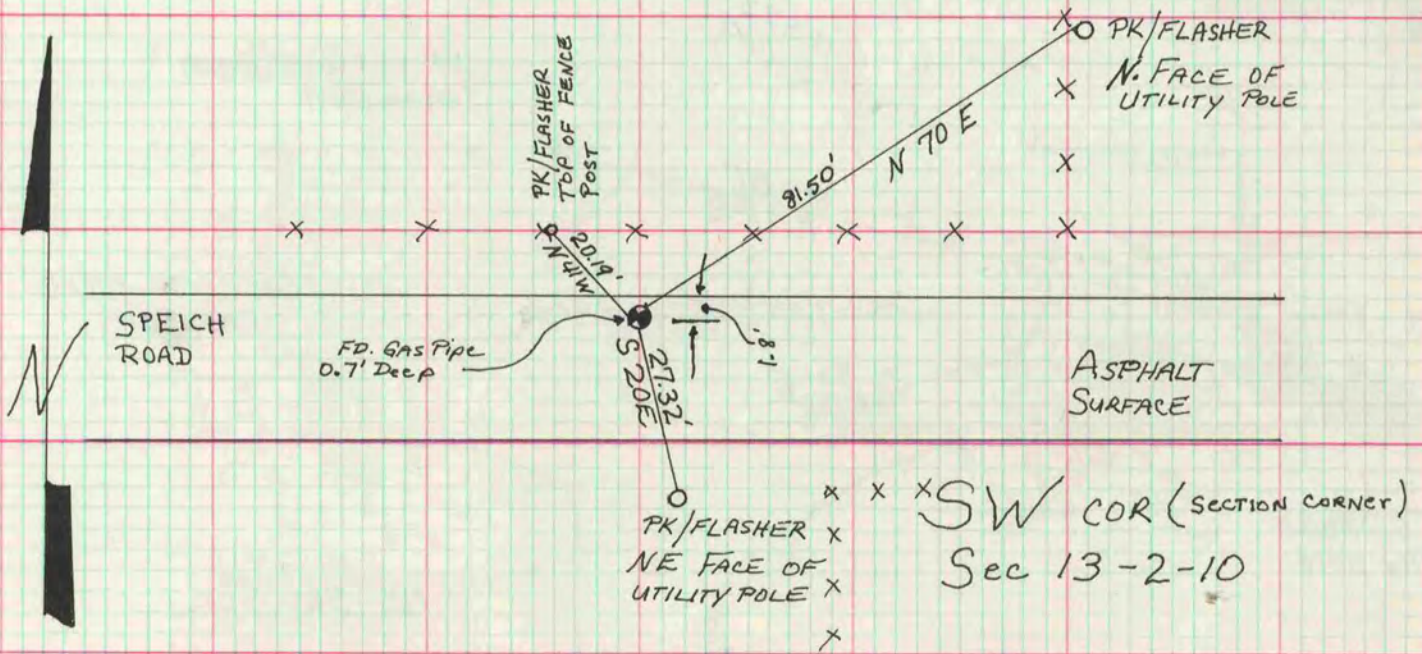 PK/FLASHER
N. FACE OF
UTILITY POLE
PK/FLASHER
TOP OF FENCE
POST
81.50'
N 70 E
20.19'
N41W
N
SPEICH
ROAD
FD. GAS PIPE
0.7' DEEP
1.8'
27.32'
S 20E
ASPHALT
SURFACE
PK/FLASHER
NE FACE OF
UTILITY POLE
SW COR (SECTION CORNER)
Sec 13-2-10